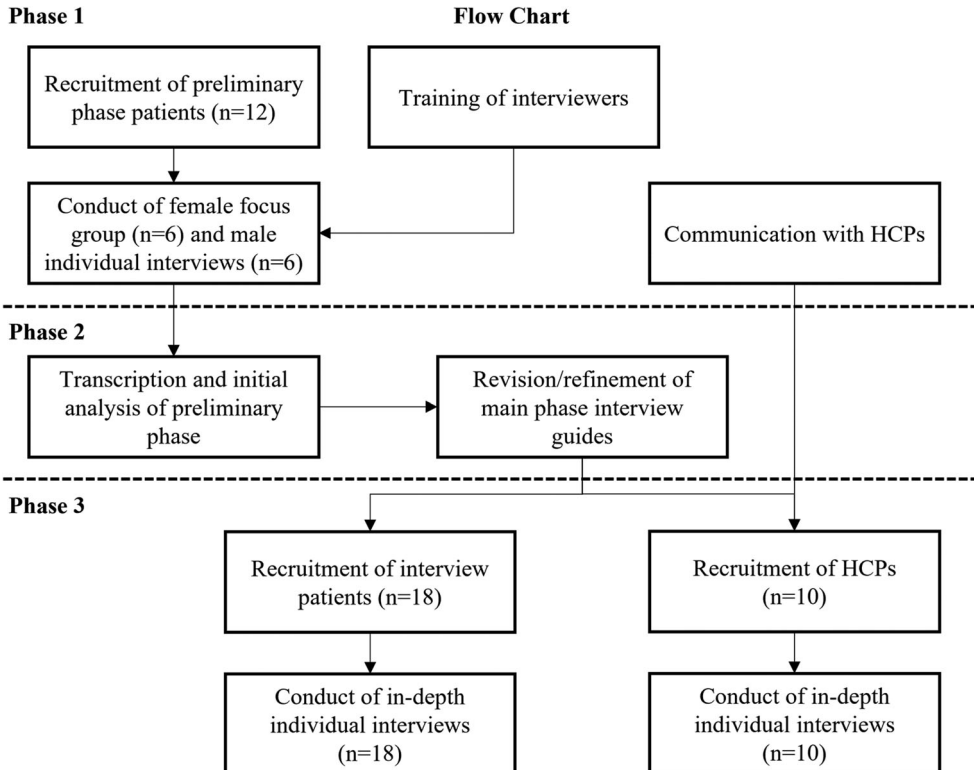 Phase 1
Flow Chart
Recruitment of preliminary
phase patients (n=12)
Training of interviewers
Conduct of female focus
group (n=6) and male
individual interviews (n=6)
Communication with HCPs
Phase 2
Transcription and initial
analysis of preliminary
phase
Revision/refinement of
main phase interview
guides
Phase 3
Recruitment of interview
patients (n=18)
Recruitment of HCPs
(n=10)
Conduct of in-depth
individual interviews
(n=18)
Conduct of in-depth
individual interviews
(n=10)